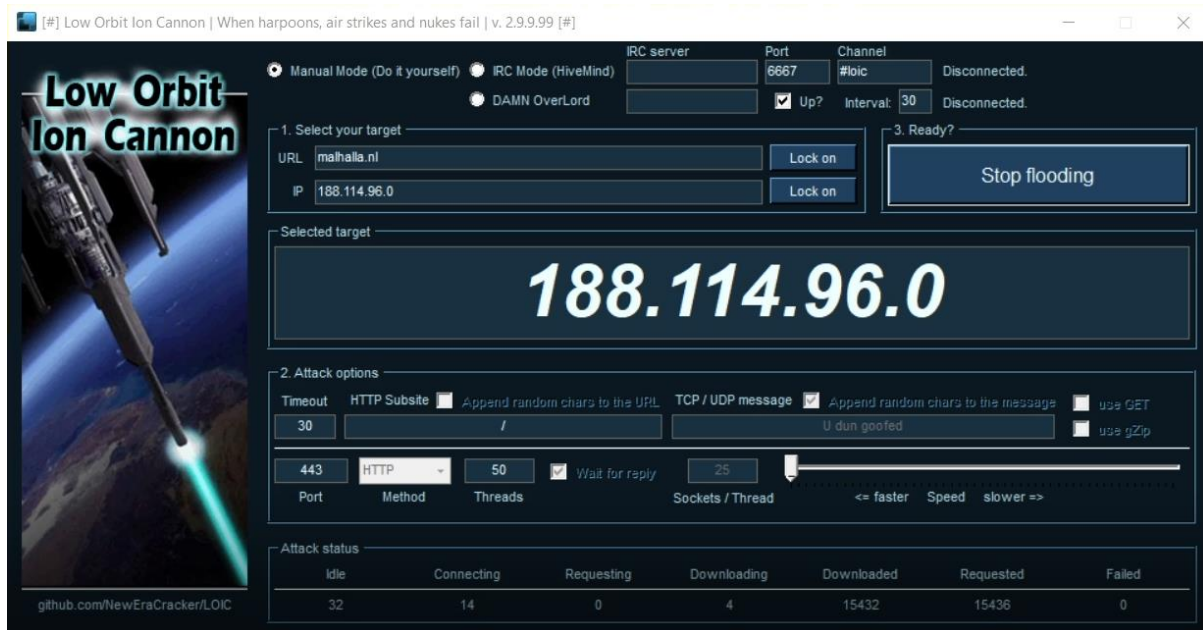 [#] Low Orbit Ion Cannon | When harpoons, air strikes and nukes fail | v. 2.9.9.99 [#]
Low Orbit
Ion Cannon
github.com/NewEraCracker/LOIC
IRC server Port Channel
Manual Mode (Do it yourself) IRC Mode (HiveMind) 6667 #loic Disconnected.
DAMN OverLord Up? Interval: 30 Disconnected.
1. Select your target
URL malhalla.nl Lock on
IP 188.114.96.0 Lock on
3. Ready?
Stop flooding
Selected target
188.114.96.0
2. Attack options
Timeout HTTP Subsite Append random chars to the URL TCP / UDP message Append random chars to the message use GET
30 / U dun goofed use gZip
443 HTTP 50 Wait for reply 25
Port Method Threads Sockets / Thread <= faster Speed slower =>
Attack status
Idle Connecting Requesting Downloading Downloaded Requested Failed
32 14 0 4 15432 15436 0